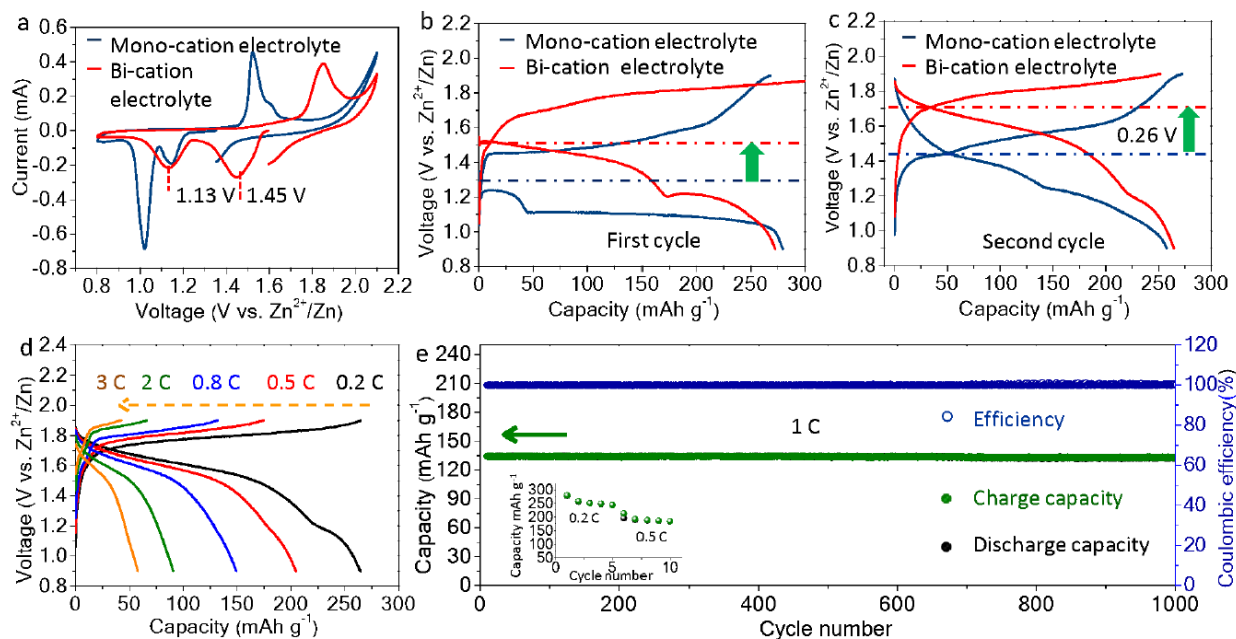 a
Current (mA)
0.6
0.4
0.2
0.0
-0.2
-0.4
-0.6
-0.8
Mono-cation electrolyte
Bi-cation
electrolyte
1.13 V
1.45 V
0.8 1.0 1.2 1.4 1.6 1.8 2.0 2.2
Voltage (V vs. Zn²⁺/Zn)
b
Voltage (V vs. Zn²⁺/Zn)
2.4
2.1
1.8
1.5
1.2
0.9
Mono-cation electrolyte
Bi-cation electrolyte
First cycle
0 50 100 150 200 250 300
Capacity (mAh g⁻¹)
c
Voltage (V vs. Zn²⁺/Zn)
2.4
2.2
2.0
1.8
1.6
1.4
1.2
1.0
0.8
Mono-cation electrolyte
Bi-cation electrolyte
0.26 V
Second cycle
0 50 100 150 200 250 300
Capacity (mAh g⁻¹)
d
Voltage (V vs. Zn²⁺/Zn)
2.4
2.2
2.0
1.8
1.6
1.4
1.2
1.0
0.8
3 C 2 C 0.8 C 0.5 C 0.2 C
0 50 100 150 200 250 300
Capacity (mAh g⁻¹)
e
Capacity (mAh g⁻¹)
240
210
180
150
120
90
60
30
0
1 C
Efficiency
Charge capacity
Discharge capacity
Capacity mAh g⁻¹
300
250
200
150
100
50
0.2 C
0.5 C
0 5 10
Cycle number
0 200 400 600 800 1000
Cycle number
120
100
80
60
40
20
0
Coulombic efficiency(%)